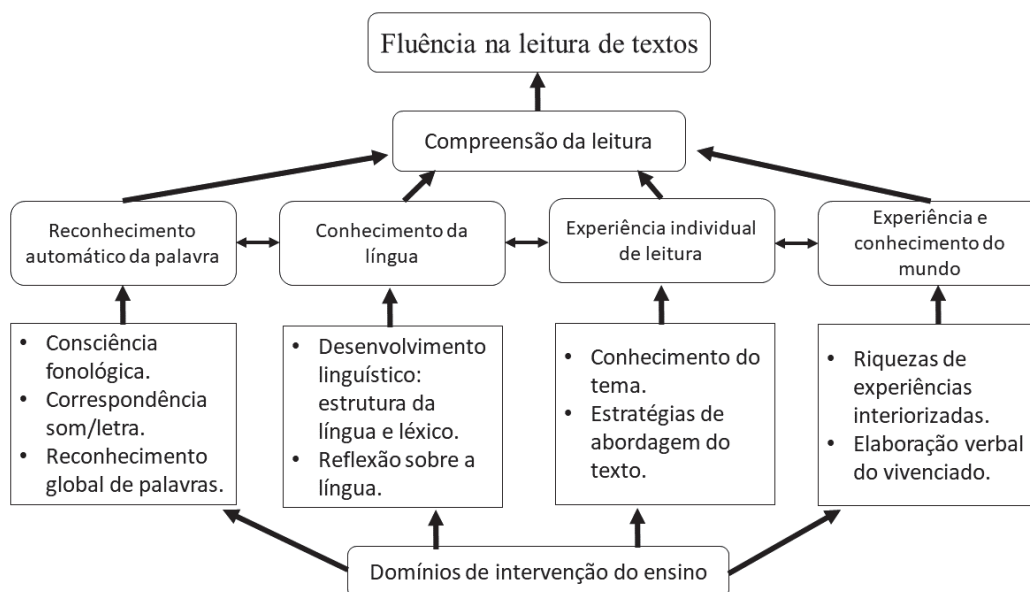 Fluência na leitura de textos
Compreensão da leitura
Reconhecimento
automático da palavra
Conhecimento da
língua
Experiência individual
de leitura
Experiência e
conhecimento do
mundo
• Consciência
fonológica.
• Correspondência
som/letra.
• Reconhecimento
global de palavras.
• Desenvolvimento
linguístico:
estrutura da
língua e léxico.
• Reflexão sobre a
língua.
• Conhecimento do
tema.
• Estratégias de
abordagem do
texto.
• Riquezas de
experiências
interiorizadas.
• Elaboração verbal
do vivenciado.
Domínios de intervenção do ensino